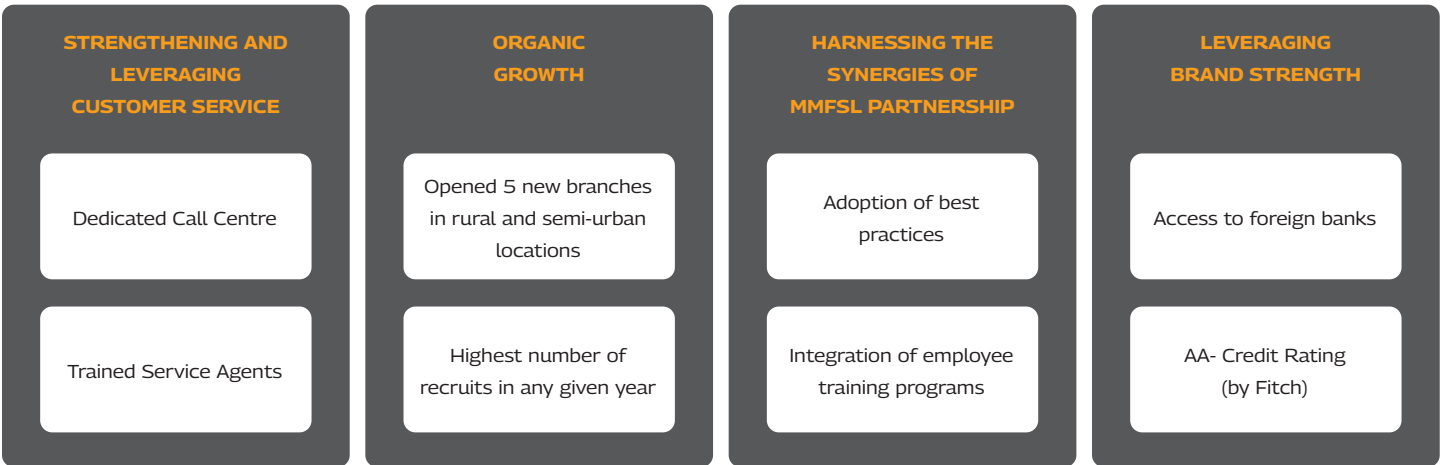 STRENGTHENING AND
LEVERAGING
CUSTOMER SERVICE
Dedicated Call Centre
Trained Service Agents
ORGANIC
GROWTH
Opened 5 new branches
in rural and semi-urban
locations
Highest number of
recruits in any given year
HARNESSING THE
SYNERGIES OF
MMFSL PARTNERSHIP
Adoption of best
practices
Integration of employee
training programs
LEVERAGING
BRAND STRENGTH
Access to foreign banks
AA- Credit Rating
(by Fitch)